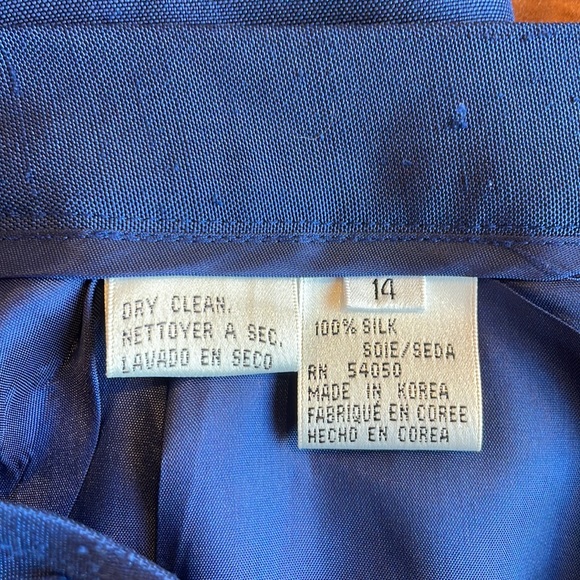 DRY CLEAN.
NETTOYER A SEC.
LAVADO EN SECO
14
100% SILK
SOIE/SEDA
RN 54050
MADE IN KOREA
FABRIQUÉ EN COREE
HECHO EN COREA